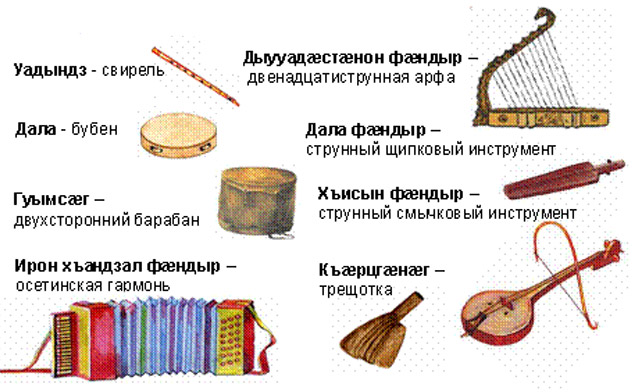 Уадындз - свирель
Дала - бубен
Гуымсæг –
двухсторонний барабан
Ирон хъандзал фæндыр –
осетинская гармонь
Дыууадæстæнон фæндыр –
двенадцатиструнная арфа
Дала фæндыр –
струнный щипковый инструмент
Хъисын фæндыр –
струнный смычковый инструмент
Къæрцгæнæг –
трещотка